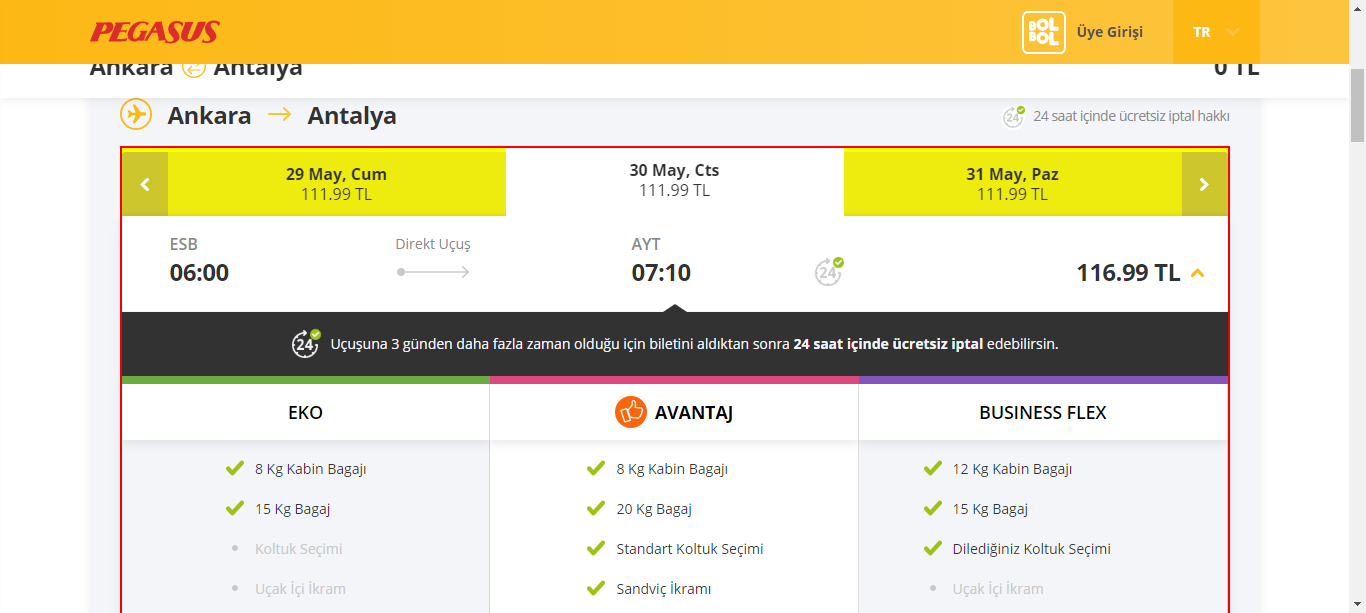 PEGASUS
BOL
BOL
Üye Girişi
TR
Ankara Antalya
0 TL
Ankara Antalya
24
24 saat içinde ücretsiz iptal hakkı
29 May, Cum
111.99 TL
30 May, Cts
111.99 TL
31 May, Paz
111.99 TL
ESB
06:00
Direkt Uçuş
AYT
07:10
24
116.99 TL
24
Uçuşuna 3 günden daha fazla zaman olduğu için biletini aldıktan sonra 24 saat içinde ücretsiz iptal edebilirsin.
EKO
8 Kg Kabin Bagajı
15 Kg Bagaj
Koltuk Seçimi
Uçak İçi İkram
AVANTAJ
8 Kg Kabin Bagajı
20 Kg Bagaj
Standart Koltuk Seçimi
Sandviç İkramı
BUSINESS FLEX
12 Kg Kabin Bagajı
15 Kg Bagaj
Dilediğiniz Koltuk Seçimi
Uçak İçi İkram